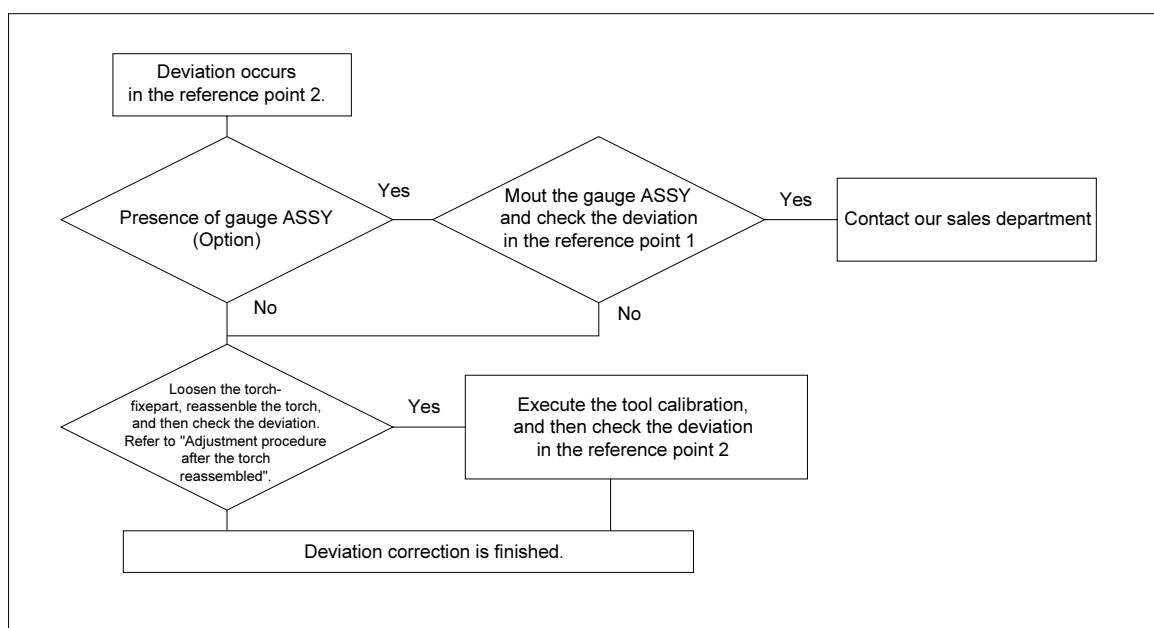 Deviation occurs
in the reference point 2.
Presence of gauge ASSY
(Option)
Yes
Mout the gauge ASSY
and check the deviation
in the reference point 1
Yes
Contact our sales department
No
No
Loosen the torch-
fixepart, reassenble the torch,
and then check the deviation.
Refer to "Adjustment procedure
after the torch
reassembled".
Yes
Execute the tool calibration,
and then check the deviation
in the reference point 2
Deviation correction is finished.